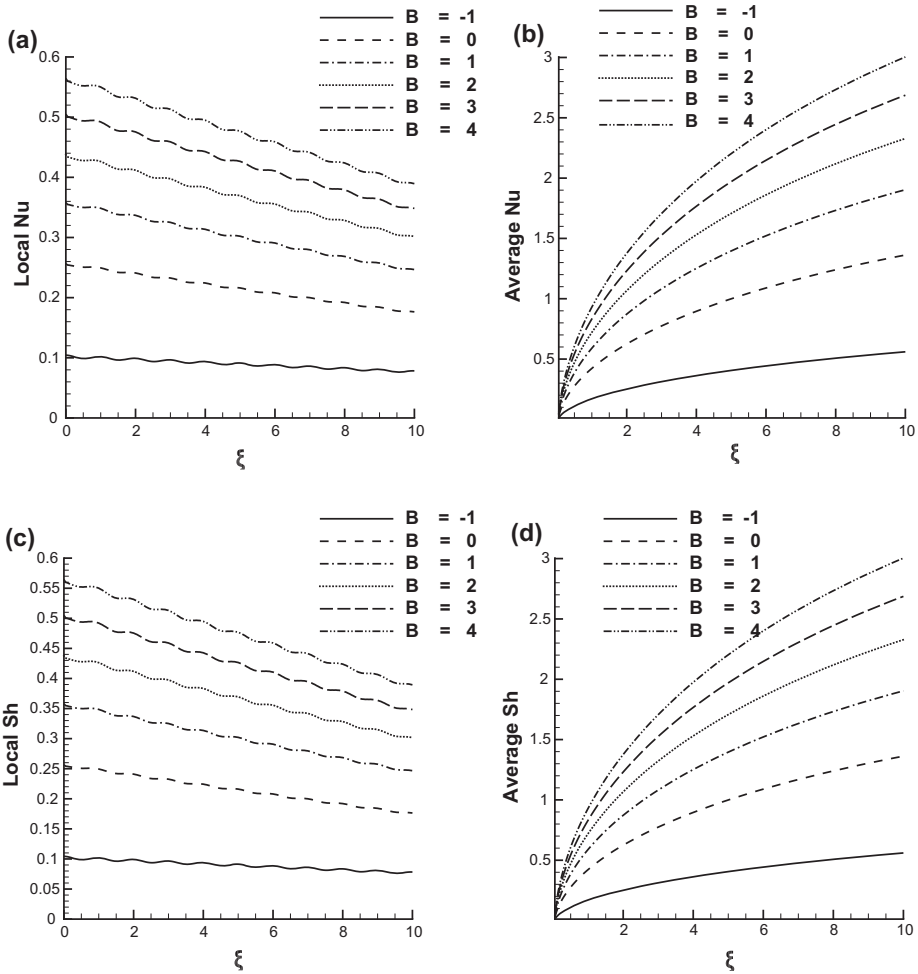 (a)
B = -1
B = 0
B = 1
B = 2
B = 3
B = 4
0.6
0.5
0.4
0.3
0.2
0.1
0
Local Nu
0 2 4 6 8 10
ξ
(b)
B = -1
B = 0
B = 1
B = 2
B = 3
B = 4
3
2.5
2
1.5
1
0.5
Average Nu
2 4 6 8 10
ξ
(c)
B = -1
B = 0
B = 1
B = 2
B = 3
B = 4
0.6
0.55
0.5
0.45
0.4
0.35
0.3
0.25
0.2
0.15
0.1
0.05
0
Local Sh
0 2 4 6 8 10
ξ
(d)
B = -1
B = 0
B = 1
B = 2
B = 3
B = 4
3
2.5
2
1.5
1
0.5
Average Sh
2 4 6 8 10
ξ